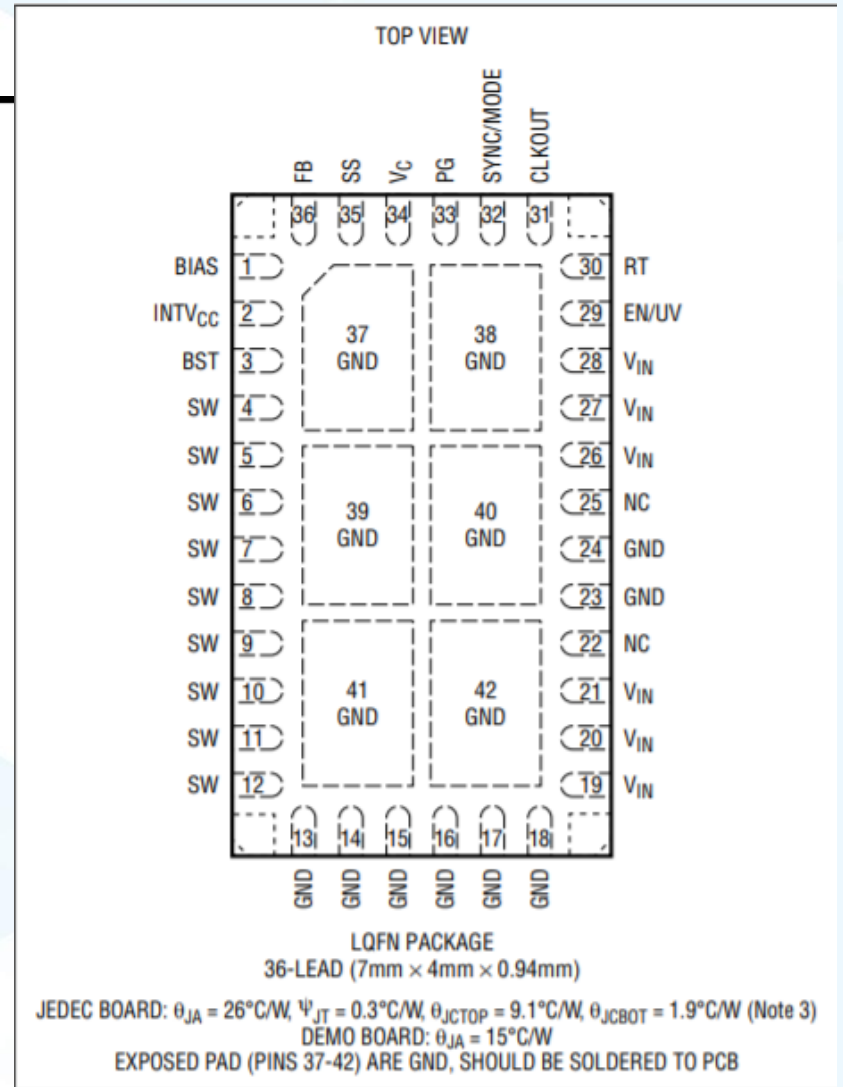 TOP VIEW
FB SS VC PG SYNC/MODE CLKOUT
36 35 34 33 32 31
BIAS 1 30 RT
INTVCC 2 29 EN/UV
37 38
GND GND
BST 3 28 VIN
SW 4 27 VIN
SW 5 26 VIN
SW 6 25 NC
39 40
GND GND
SW 7 24 GND
SW 8 23 GND
SW 9 22 NC
SW 10 21 VIN
41 42
GND GND
SW 11 20 VIN
SW 12 19 VIN
13 14 15 16 17 18
GND GND GND GND GND GND
LQFN PACKAGE
36-LEAD (7mm × 4mm × 0.94mm)
JEDEC BOARD: θJA = 26°C/W, ΨJT = 0.3°C/W, θJCTOP = 9.1°C/W, θJCBOT = 1.9°C/W (Note 3)
DEMO BOARD: θJA = 15°C/W
EXPOSED PAD (PINS 37-42) ARE GND, SHOULD BE SOLDERED TO PCB